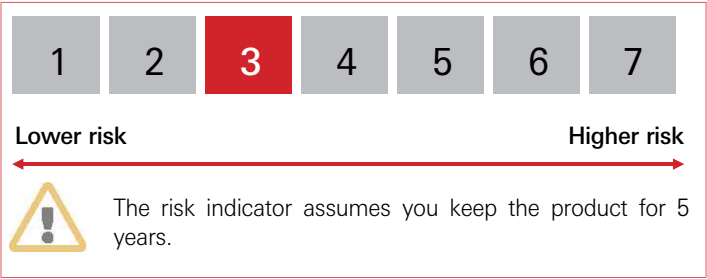 1 2 3 4 5 6 7
Lower risk Higher risk
The risk indicator assumes you keep the product for 5
years.